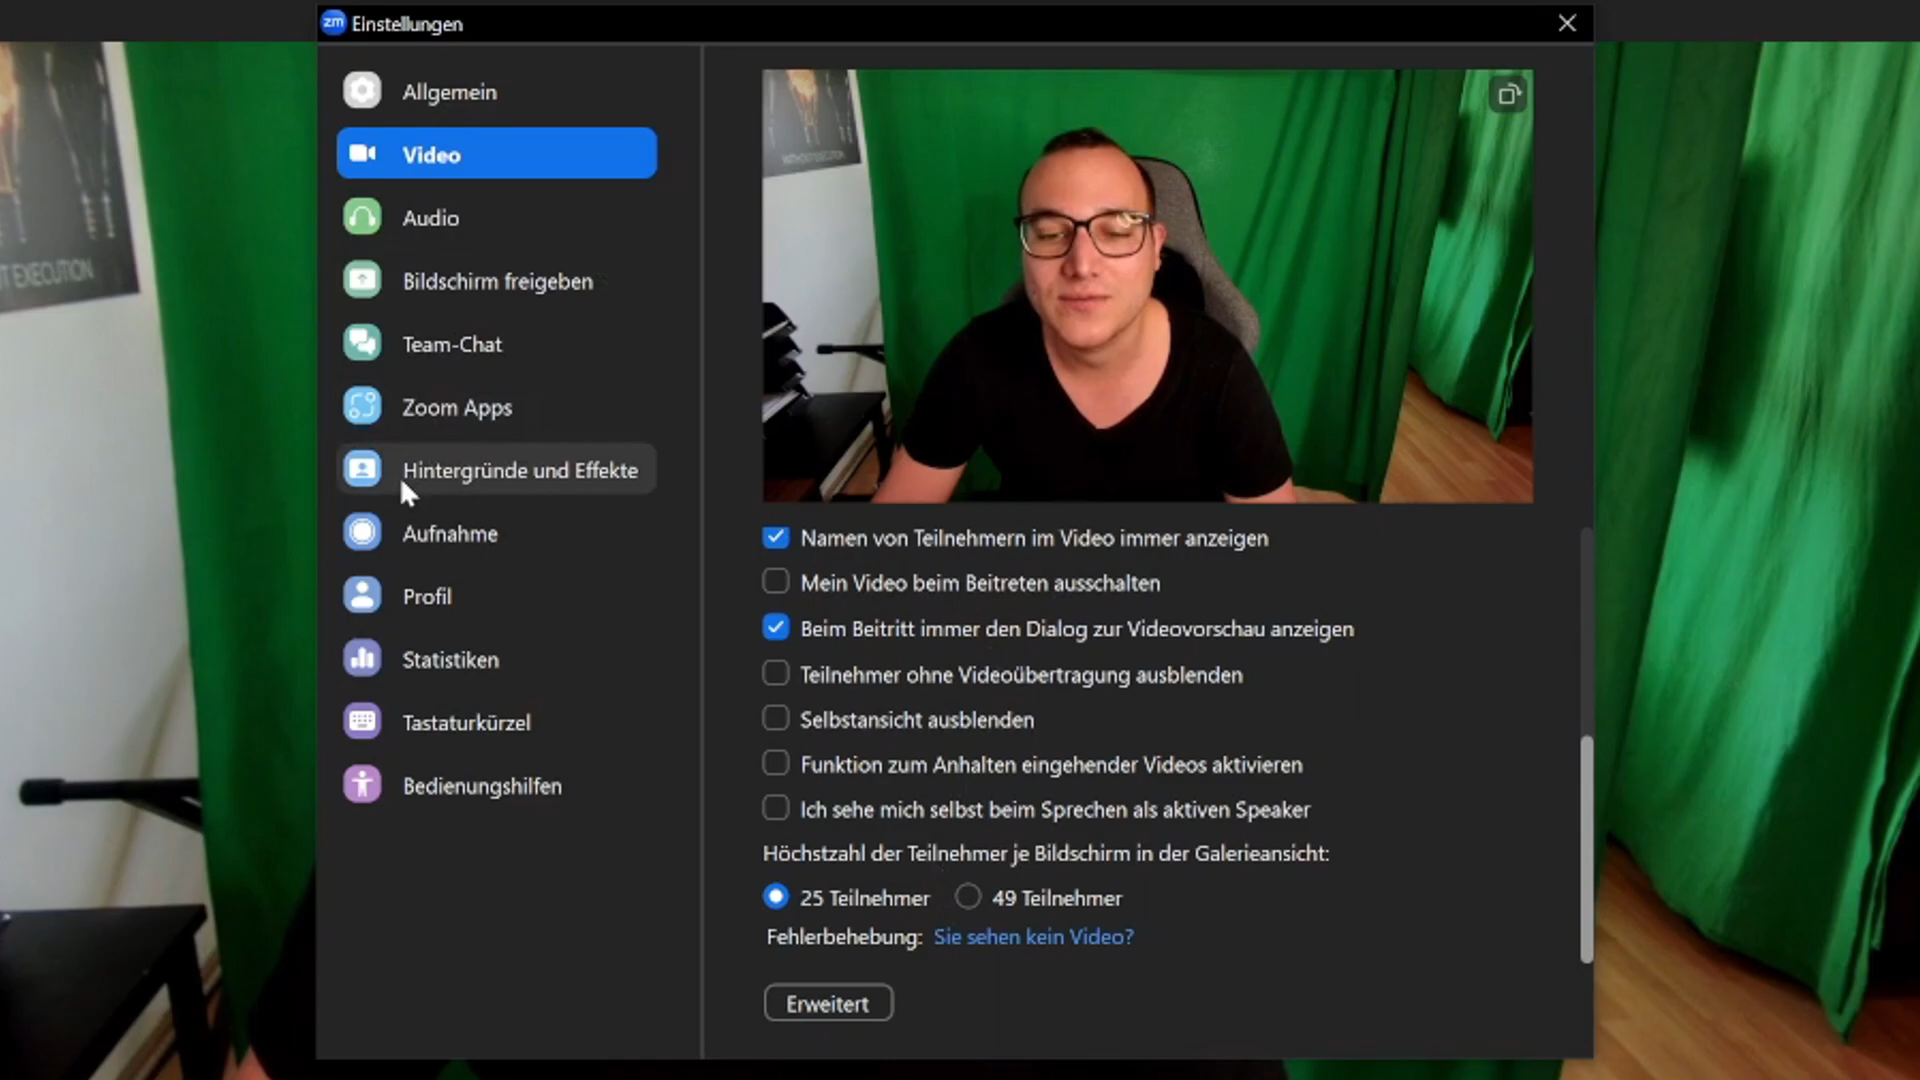 zm Einstellungen
Allgemein
Video
Audio
Bildschirm freigeben
Team-Chat
Zoom Apps
Hintergründe und Effekte
Aufnahme
Profil
Statistiken
Tastaturkürzel
Bedienungshilfen
WITHOUT EXECUTION
T EXECUTION
Namen von Teilnehmern im Video immer anzeigen
Mein Video beim Beitreten ausschalten
Beim Beitritt immer den Dialog zur Videovorschau anzeigen
Teilnehmer ohne Videoübertragung ausblenden
Selbstansicht ausblenden
Funktion zum Anhalten eingehender Videos aktivieren
Ich sehe mich selbst beim Sprechen als aktiven Speaker
Höchstzahl der Teilnehmer je Bildschirm in der Galerieansicht:
25 Teilnehmer 49 Teilnehmer
Fehlerbehebung: Sie sehen kein Video?
Erweitert